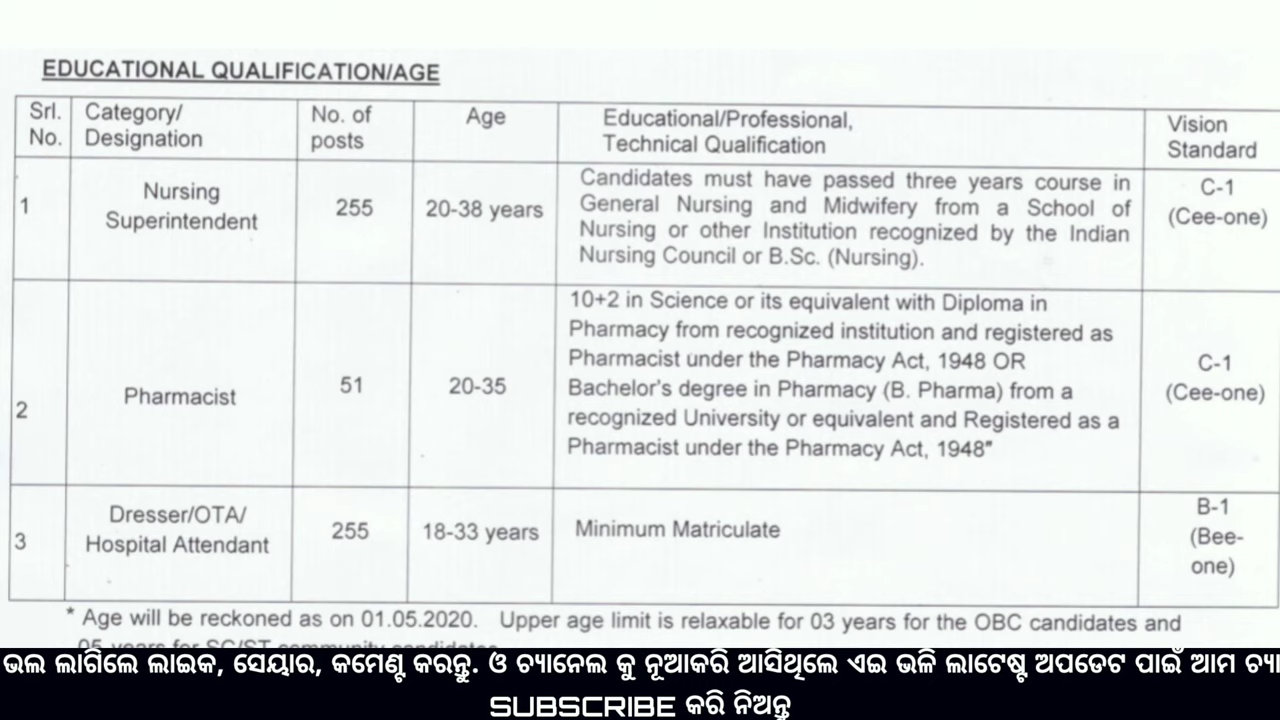 EDUCATIONAL QUALIFICATION/AGE
Srl. No. Category/ Designation No. of posts Age Educational/Professional, Technical Qualification Vision Standard
1 Nursing Superintendent 255 20-38 years
Candidates must have passed three years course in
General Nursing and Midwifery from a School of
Nursing or other Institution recognized by the Indian
Nursing Council or B.Sc. (Nursing).
C-1
(Cee-one)
2 Pharmacist 51 20-35
10+2 in Science or its equivalent with Diploma in
Pharmacy from recognized institution and registered as
Pharmacist under the Pharmacy Act, 1948 OR
Bachelor's degree in Pharmacy (B. Pharma) from a
recognized University or equivalent and Registered as a
Pharmacist under the Pharmacy Act, 1948"
C-1
(Cee-one)
3 Dresser/OTA/ Hospital Attendant 255 18-33 years Minimum Matriculate
B-1
(Bee-
one)
* Age will be reckoned as on 01.05.2020. Upper age limit is relaxable for 03 years for the OBC candidates and
05 years for SC/ST community candidates
ଭଲ ଲାଗିଲେ ଲାଇକ, ସେୟାର, କମେଣ୍ଟ କରନ୍ତୁ. ଓ ଚ୍ୟାନେଲ କୁ ନୂଆକରି ଆସିଥିଲେ ଏଇ ଭଳି ଲାଟେଷ୍ଟ ଅପଡେଟ ପାଇଁ ଆମ ଚ୍ୟା
SUBSCRIBE କରି ନିଅନ୍ତୁ